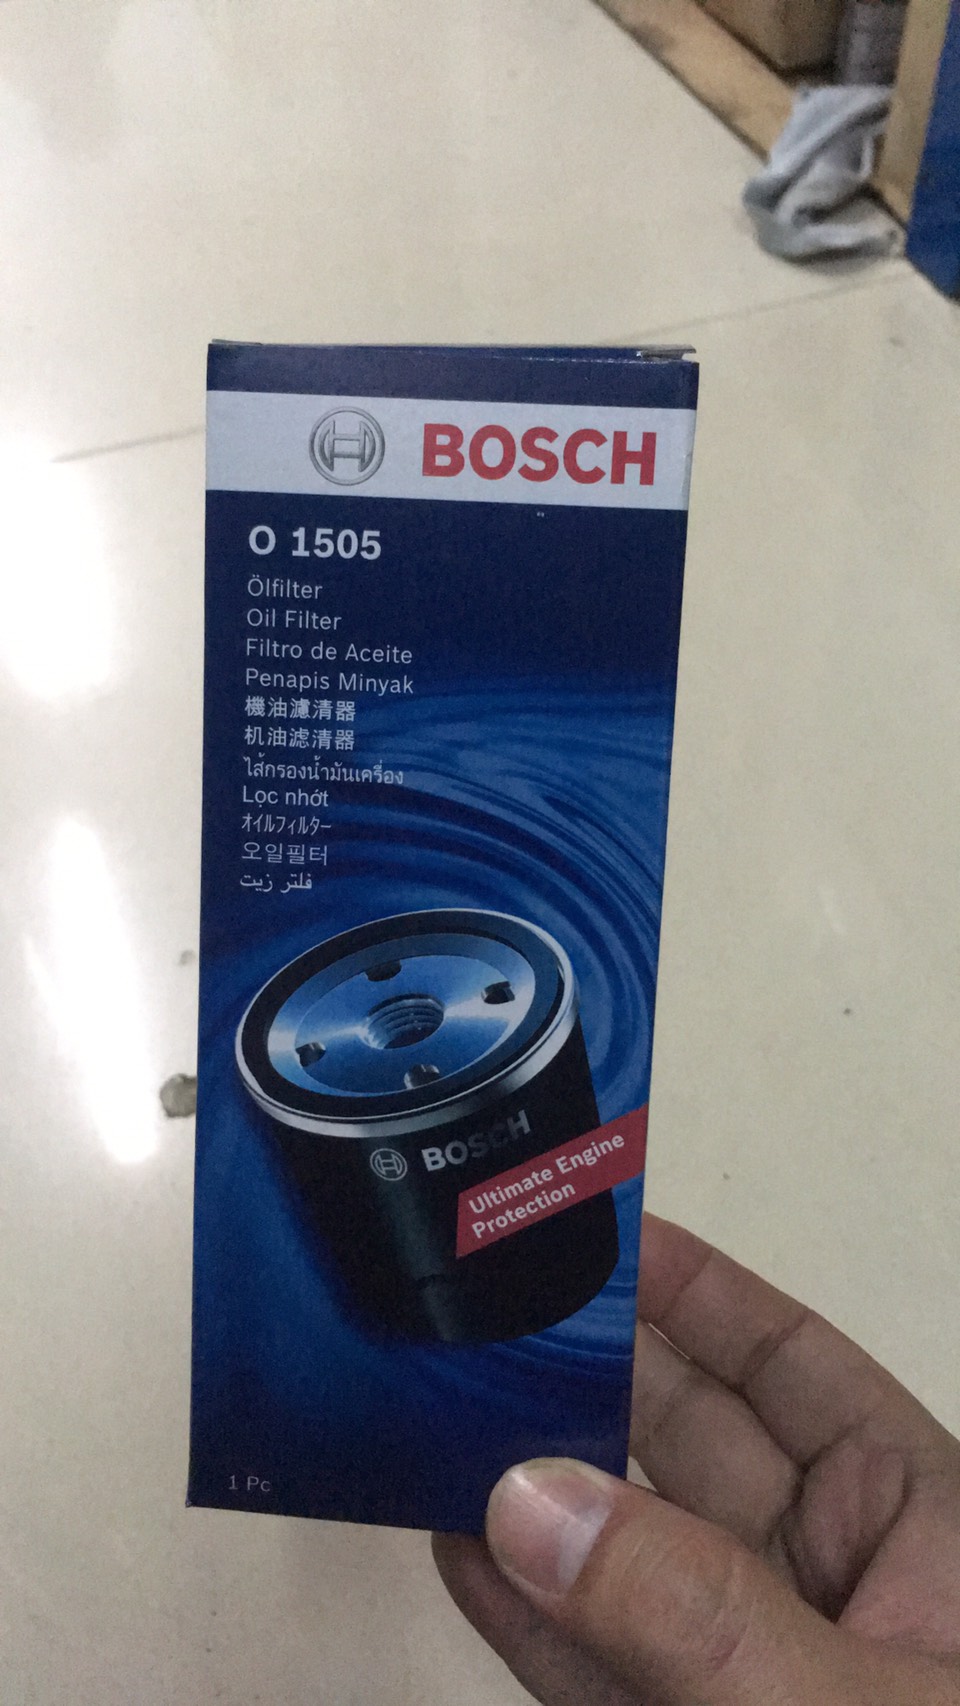 BOSCH
O 1505
Ölfilter
Oil Filter
Filtro de Aceite
Penapis Minyak
機油濾清器
机油滤清器
ไส้กรองน้ำมันเครื่อง
Lọc nhớt
オイルフィルター
오일필터
فلتر زيت
BOSCH
Ultimate Engine
Protection
1 Pc